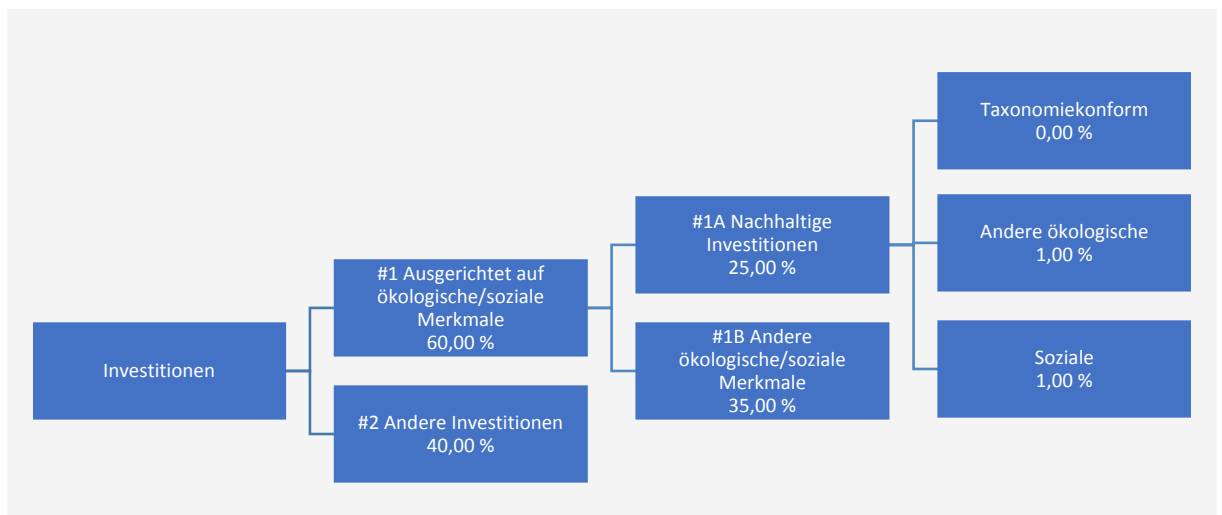 Investitionen
#1 Ausgerichtet auf
ökologische/soziale
Merkmale
60,00 %
#2 Andere Investitionen
40,00 %
#1A Nachhaltige
Investitionen
25,00 %
#1B Andere
ökologische/soziale
Merkmale
35,00 %
Taxonomiekonform
0,00 %
Andere ökologische
1,00 %
Soziale
1,00 %